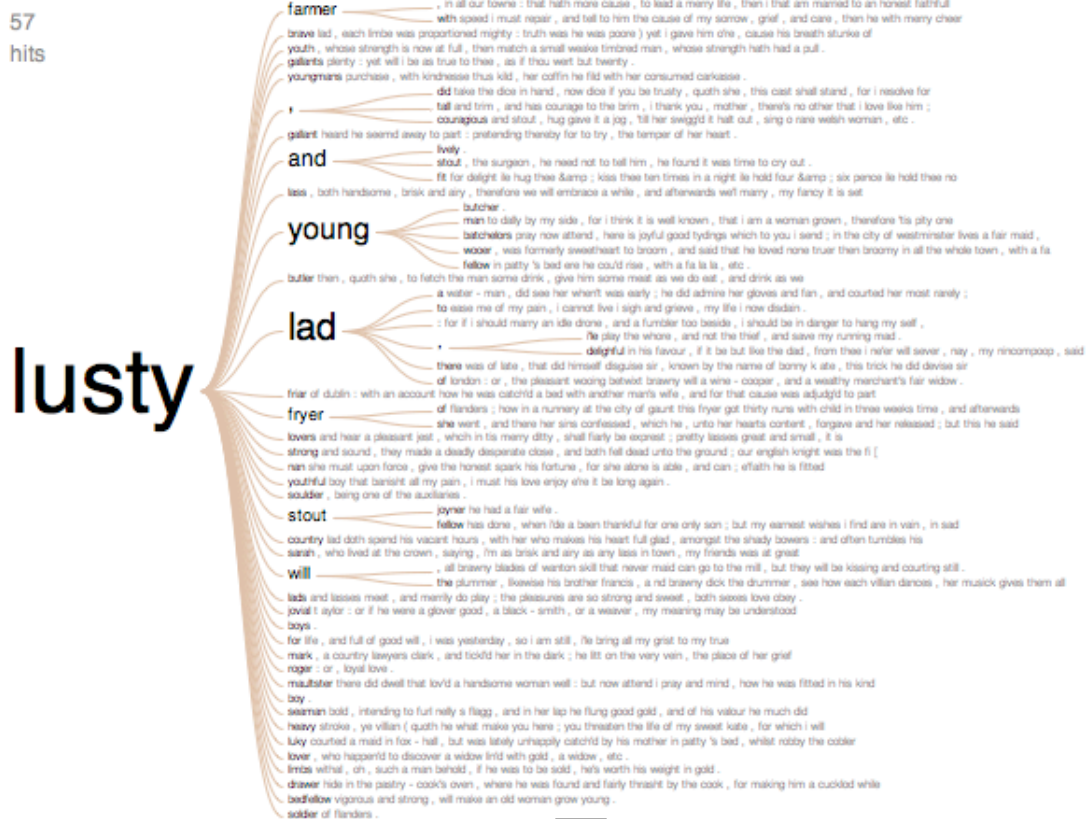 57
hits
lusty
farmer
, in all our towne : that hath more cause , to lead a merry life , then i that am married to an honest faithfull
with speed i must repair , and tell to him the cause of my sorrow , grief , and care , then he with merry cheer
brave lad , each limbe was proportioned mighty : truth was he was poore ) yet i gave him o're , cause his breath stunke of
youth , whose strength is now at full , then match a small weake timbred man , whose strength hath had a pull .
gallants plenty : yet will i be as true to thee , as if thou wert but twenty .
youngmans purchase , with kindnesse thus kild , her coffin he fild with her consumed carkasse .
,
did take the dice in hand , now dice if you be trusty , quoth she , this cast shall stand , for i resolve for
tall and trim , and has courage to the brim , i thank you , mother , there's no other that i love like him ;
couragious and stout , hug gave it a jog , 'till her swigg'd it halt out , sing o rare welsh woman , etc .
gallant heard he seemd away to part : pretending thereby for to try , the temper of her heart .
and
lively .
stout , the surgeon , he need not to tell him , he found it was time to cry out .
fit for delight ile hug thee &amp; kiss thee ten times in a night ile hold four &amp; six pence ile hold thee no
lass , both handsome , brisk and airy , therefore we will embrace a while , and afterwards we'l marry , my fancy it is set
young
butcher .
man to dally by my side , for i think it is well known , that i am a woman grown , therefore 'tis pity one
batchelors pray now attend , here is joyful good tydings which to you i send ; in the city of westminster lives a fair maid ,
wooer , was formerly sweetheart to broom , and said that he loved none truer then broomy in all the whole town , with a fa
fellow in patty 's bed ere he cou'd rise , with a fa la la , etc .
butler then , quoth she , to fetch the man some drink , give him some meat as we do eat , and drink as we
lad
a water - man , did see her when't was early ; he did admire her gloves and fan , and courted her most rarely ;
to ease me of my pain , i cannot live i sigh and grieve , my life i now disdain .
: for if i should marry an idle drone , and a fumbler too beside , i should be in danger to hang my self ,
,
i'le play the whore , and not the thief , and save my running mad .
delightful in his favour , if it be but like the dad , from thee i ne'er will sever , nay , my nincompoop , said
there was of late , that did himself disguise sir , known by the name of bonny k ate , this trick he did devise sir
of london : or , the pleasant wooing betwixt brawny will a wine - cooper , and a wealthy merchant's fair widow .
friar of dublin : with an account how he was catch'd a bed with another man's wife , and for that cause was adjudg'd to part
fryer
of flanders ; how in a nunnery at the city of gaunt this fryer got thirty nuns with child in three weeks time , and afterwards
she went , and there her sins confessed , which he , unto her hearts content , forgave and her released ; but this he said
lovers and hear a pleasant jest , which in tis merry ditty , shall fiarly be exprest ; pretty lasses great and small , it is
strong and sound , they made a deadly desperate close , and both fell dead unto the ground ; our english knight was the fi [
nan she must upon force , give the honest spark his fortune , for she alone is able , and can ; e'faith he is fitted
youthful boy that banisht all my pain , i must his love enjoy e're it be long again .
souldier , being one of the auxiliaries .
stout
joyner he had a fair wife .
fellow has done , when i'de a been thankful for one only son ; but my earnest wishes i find are in vain , in sad
country lad doth spend his vacant hours , with her who makes his heart full glad , amongst the shady bowers : and often tumbles his
sarah , who lived at the crown , saying , i'm as brisk and airy as any lass in town , my friends was at great
will
, all brawny blades of wanton skill that never maid can go to the mill , but they will be kissing and courting still .
the plummer , likewise his brother francis , a nd brawny dick the drummer , see how each villan dances , her musick gives them all
lads and lasses meet , and merrily do play ; the pleasures are so strong and sweet , both sexes love obey .
jovial t aylor : or if he were a glover good , a black - smith , or a weaver , my meaning may be understood
boys .
for life , and full of good will , i was yesterday , so i am still , i'le bring all my grist to my true
mark , a country lawyers clark , and tickl'd her in the dark ; he litt on the very vein , the place of her grief
roger : or , loyal love .
maultster there did dwell that lov'd a handsome woman well : but now attend i pray and mind , how he was fitted in his kind
boy .
seaman bold , intending to furl nelly s flagg , and in her lap he flung good gold , and of his valour he much did
heavy stroke , ye villian ( quoth he what make you here ; you threaten the life of my sweet kate , for which i will
luky courted a maid in fox - hall , but was lately unhappily catch'd by his mother in patty 's bed , whilst robby the cobler
lover , who happen'd to discover a widow lin'd with gold , a widow , etc .
limbs withal , oh , such a man behold , if he was to be sold , he's worth his weight in gold .
drawer hide in the pastry - cook's oven , where he was found and fairly thrasht by the cook , for making him a cuckold while
bedfellow vigorous and strong , will make an old woman grow young .
soldier of flanders .